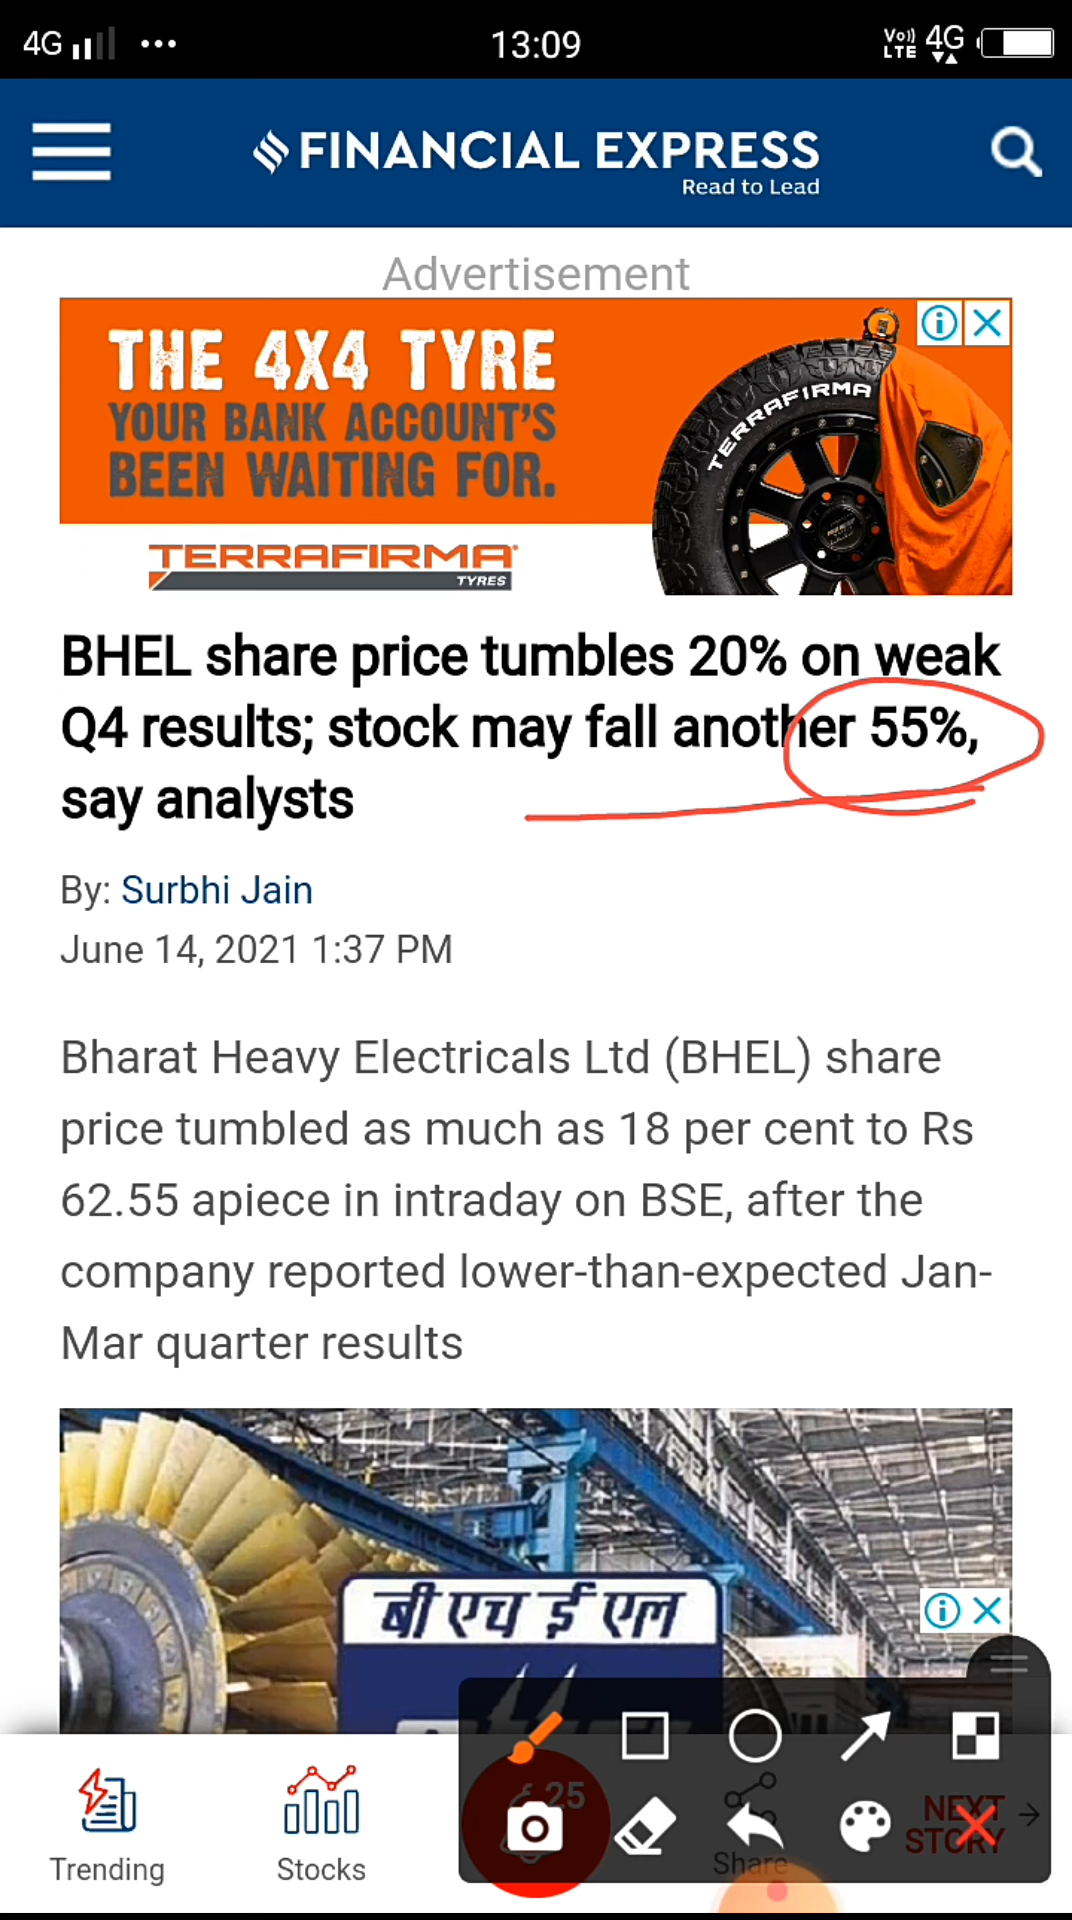 4G
13:09
Vo)) LTE 4G
FINANCIAL EXPRESS
Read to Lead
Advertisement
THE 4X4 TYRE
YOUR BANK ACCOUNT'S
BEEN WAITING FOR.
TERRAFIRMA
TERRAFIRMA
TYRES
BHEL share price tumbles 20% on weak
Q4 results; stock may fall another 55%,
say analysts
By: Surbhi Jain
June 14, 2021 1:37 PM
Bharat Heavy Electricals Ltd (BHEL) share
price tumbled as much as 18 per cent to Rs
62.55 apiece in intraday on BSE, after the
company reported lower-than-expected Jan-
Mar quarter results
बी एच ई एल
Trending
Stocks
25
Share
NEXT
STORY